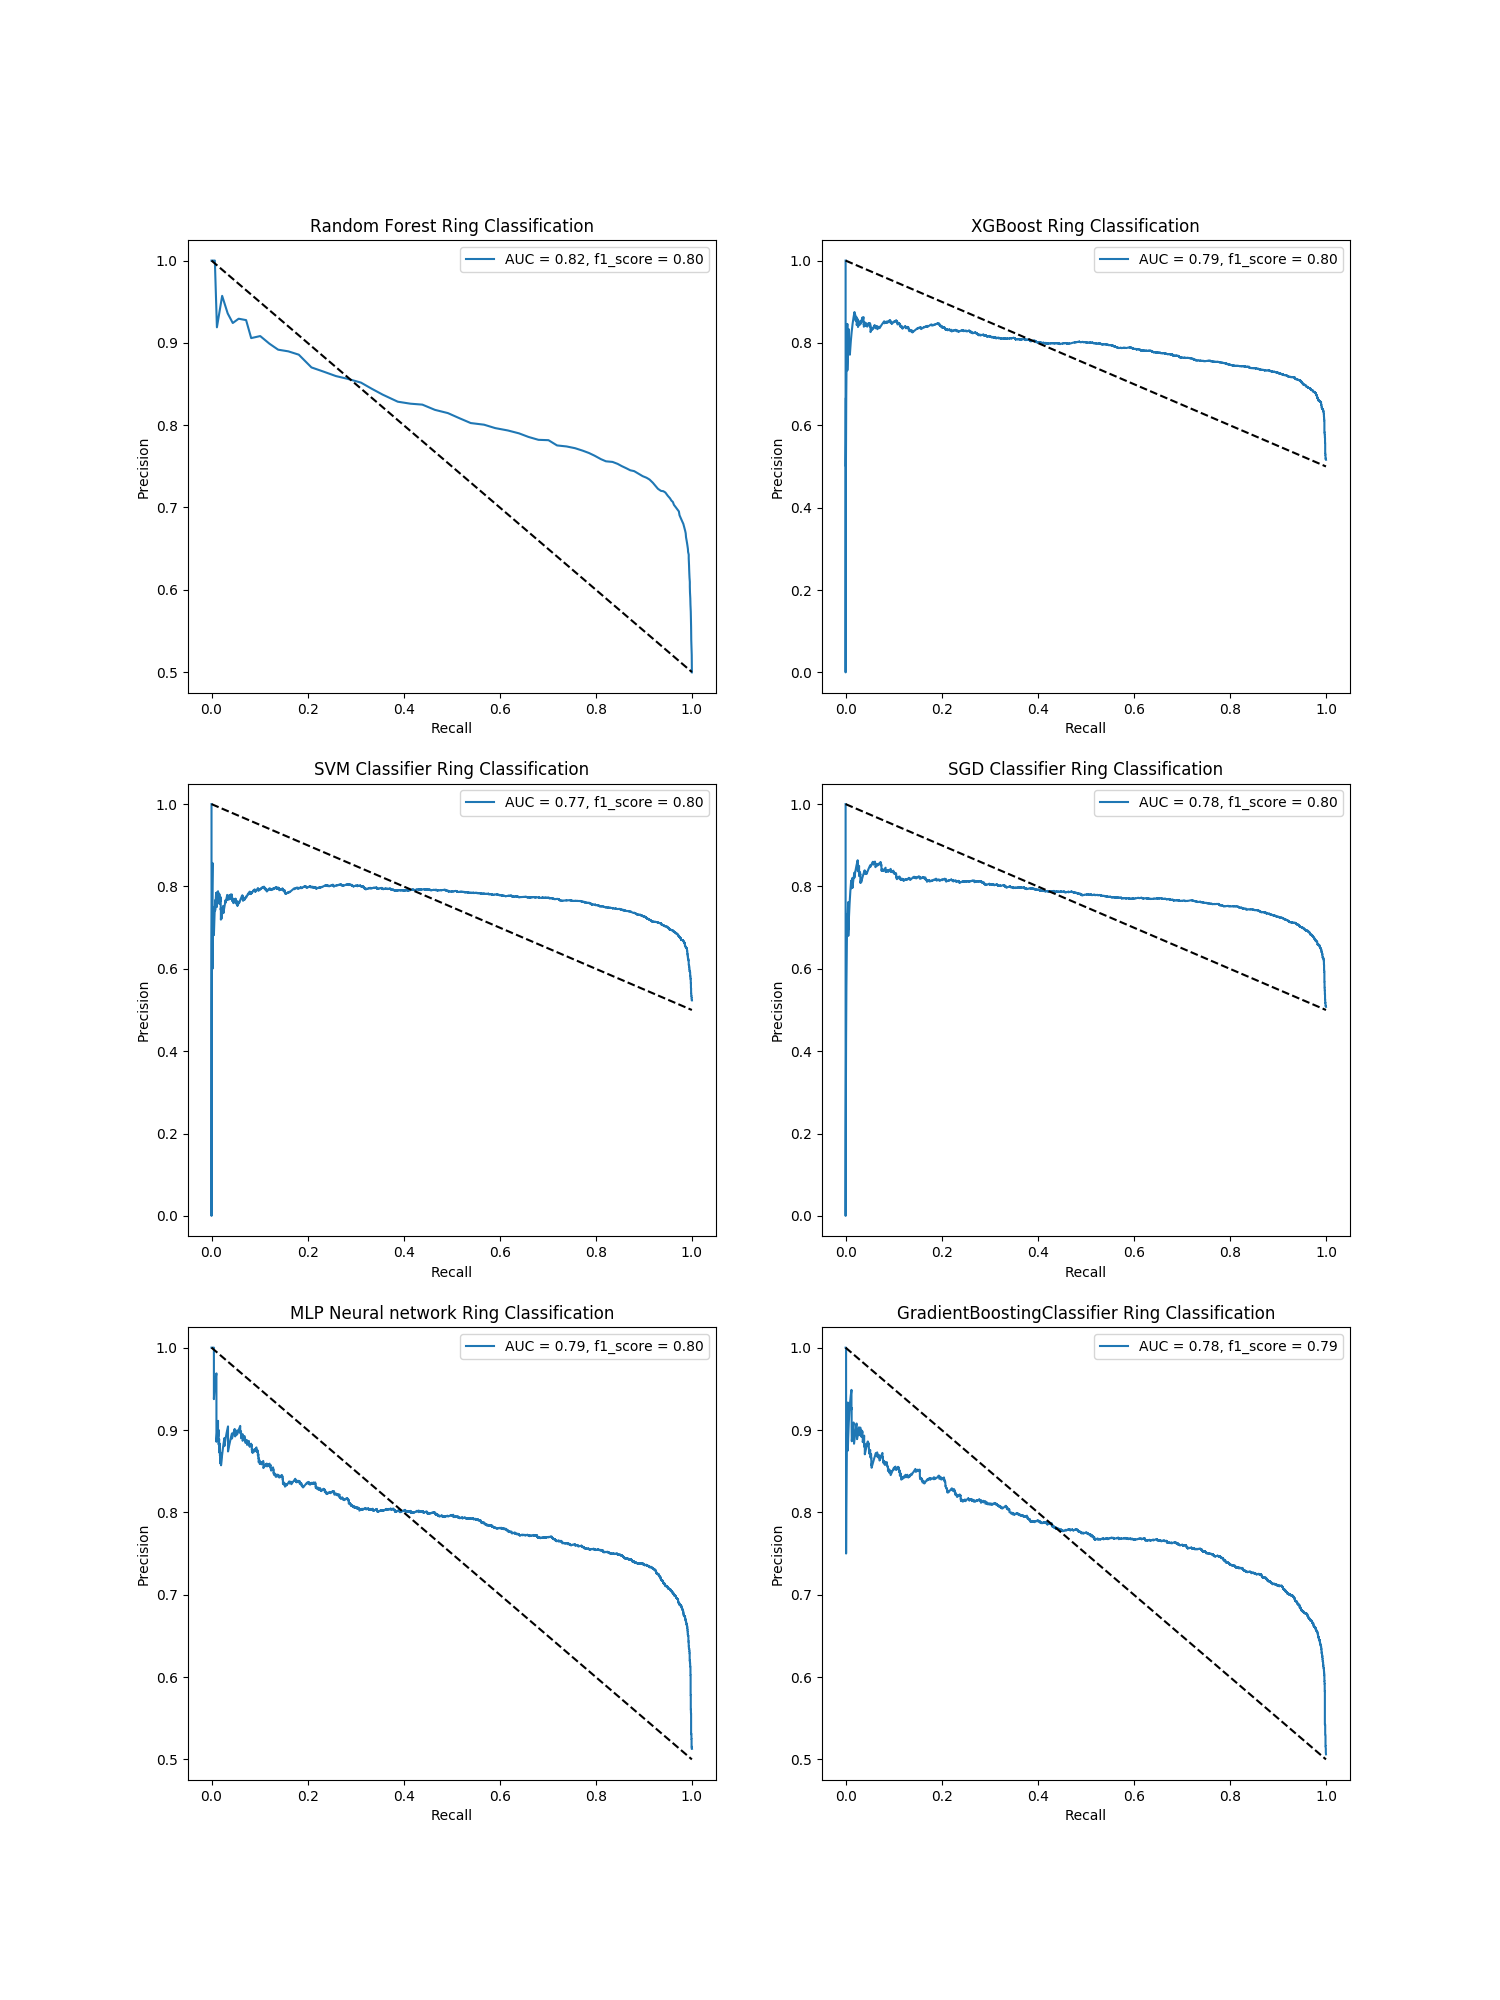 Random Forest Ring Classification
AUC = 0.82, f1_score = 0.80
1.0
0.9
0.8
0.7
0.6
0.5
Precision
0.0 0.2 0.4 0.6 0.8 1.0
Recall
XGBoost Ring Classification
AUC = 0.79, f1_score = 0.80
1.0
0.8
0.6
0.4
0.2
0.0
Precision
0.0 0.2 0.4 0.6 0.8 1.0
Recall
SVM Classifier Ring Classification
AUC = 0.77, f1_score = 0.80
1.0
0.8
0.6
0.4
0.2
0.0
Precision
0.0 0.2 0.4 0.6 0.8 1.0
Recall
SGD Classifier Ring Classification
AUC = 0.78, f1_score = 0.80
1.0
0.8
0.6
0.4
0.2
0.0
Precision
0.0 0.2 0.4 0.6 0.8 1.0
Recall
MLP Neural network Ring Classification
AUC = 0.79, f1_score = 0.80
1.0
0.9
0.8
0.7
0.6
0.5
Precision
0.0 0.2 0.4 0.6 0.8 1.0
Recall
GradientBoostingClassifier Ring Classification
AUC = 0.78, f1_score = 0.79
1.0
0.9
0.8
0.7
0.6
0.5
Precision
0.0 0.2 0.4 0.6 0.8 1.0
Recall